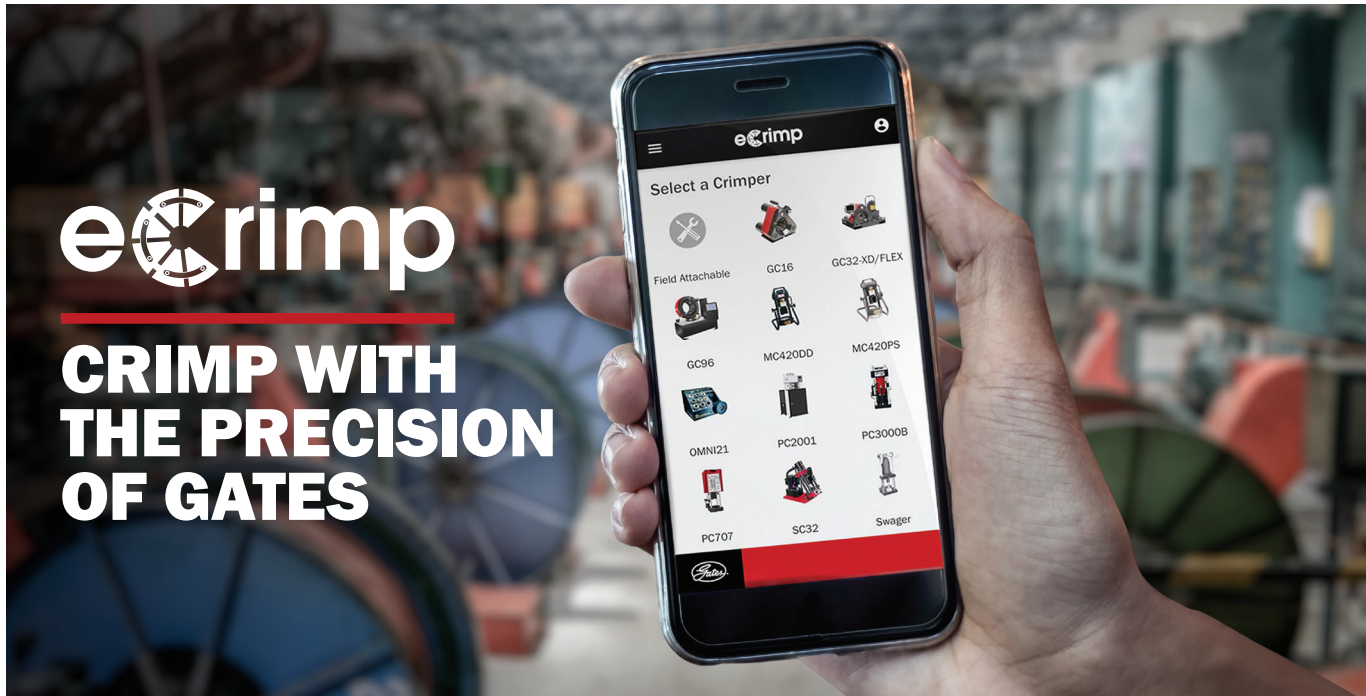 eCrimp
CRIMP WITH
THE PRECISION
OF GATES
eCrimp
Select a Crimper
Field Attachable
GC16
GC32-XD/FLEX
GC96
MC420DD
MC420PS
OMNI21
PC2001
PC3000B
PC707
SC32
Swager
Gates